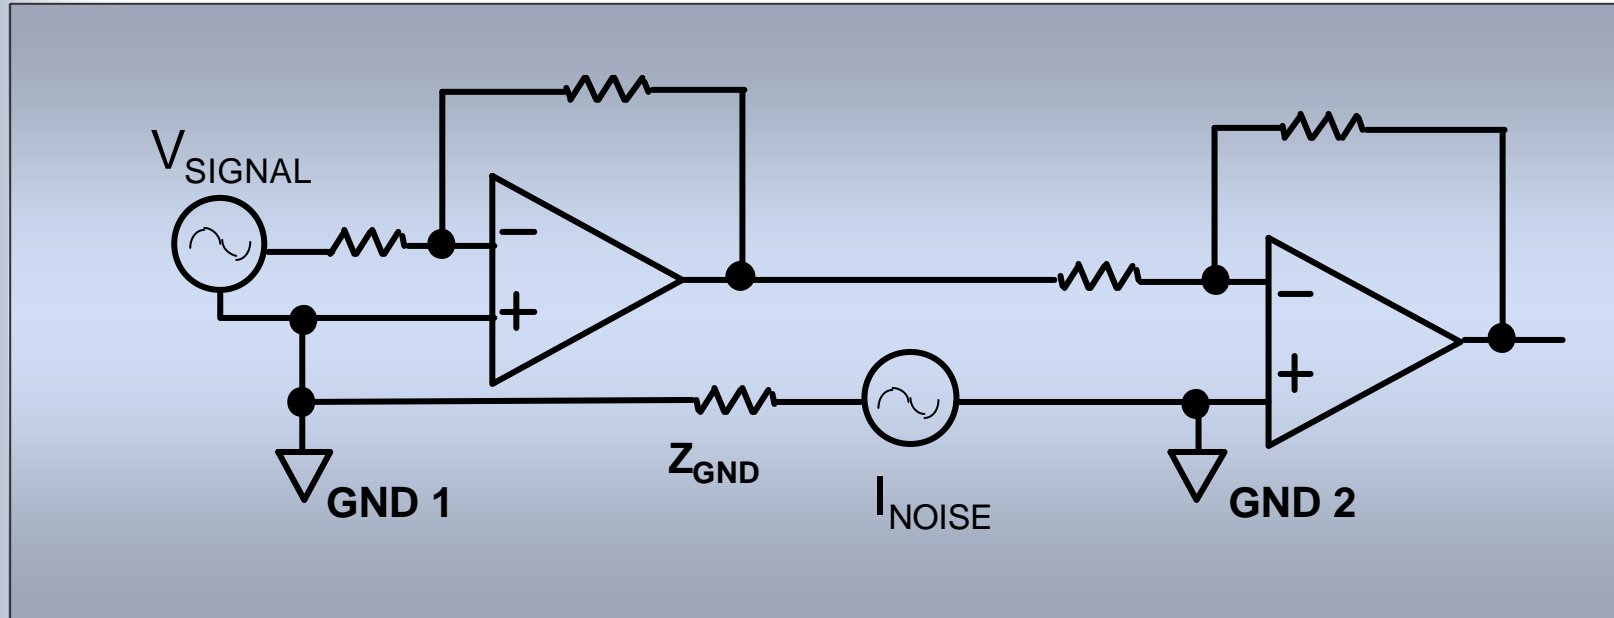 VSIGNAL
−
+
−
+
ZGND
GND 1
INOISE
GND 2